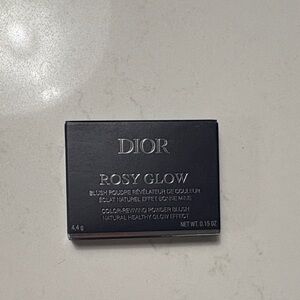 DIOR
ROSY GLOW
BLUSH POUDRE RÉVÉLATEUR DE COULEUR
ÉCLAT NATUREL EFFET BONNE MINE
COLOR-REVIVING POWDER BLUSH
NATURAL HEALTHY GLOW EFFECT
4,4 g NET WT. 0.15 OZ